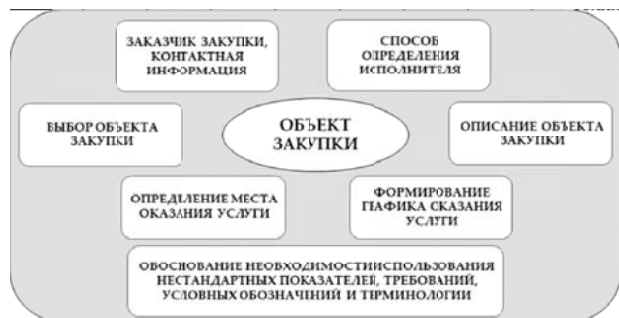 ЗАКАЗЧИК ЗАКУПКИ,
КОНТАКТНАЯ
ИНФОРМАЦИЯ
СПОСОБ
ОПРЕДЕЛЕНИЯ
ИСПОЛНИТЕЛЯ
ВЫБОР ОБЪЕКТА
ЗАКУПКИ
ОБЪЕКТ
ЗАКУПКИ
ОПИСАНИЕ ОБЪЕКТА
ЗАКУПКИ
ОПРЕДЕЛЕНИЕ МЕСТА
ОКАЗАНИЯ УСЛУГИ
ФОРМИРОВАНИЕ
ГРАФИКА ОКАЗАНИЯ
УСЛУГИ
ОБОСНОВАНИЕ НЕОБХОДИМОСТИ ИСПОЛЬЗОВАНИЯ
НЕСТАНДАРТНЫХ ПОКАЗАТЕЛЕЙ, ТРЕБОВАНИЙ,
УСЛОВНЫХ ОБОЗНАЧЕНИЙ И ТЕРМИНОЛОГИИ